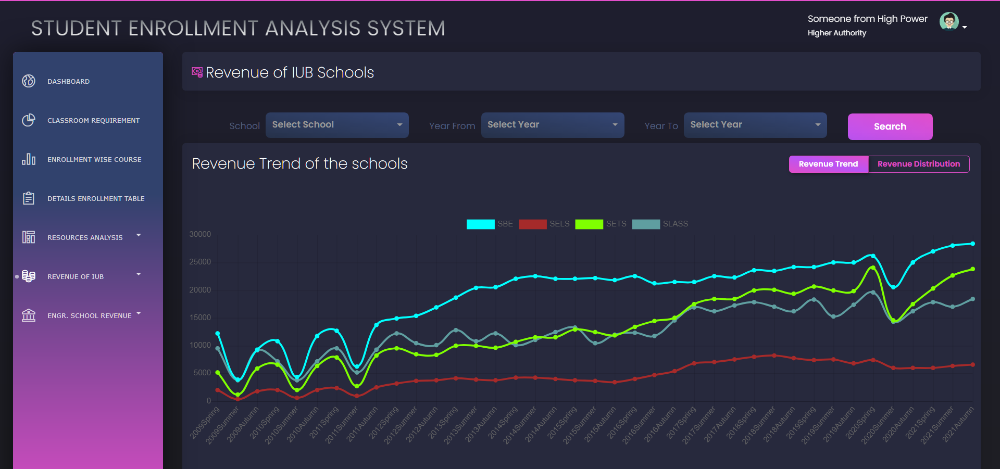 STUDENT ENROLLMENT ANALYSIS SYSTEM
Someone from High Power
Higher Authority
DASHBOARD
CLASSROOM REQUIREMENT
ENROLLMENT WISE COURSE
DETAILS ENROLLMENT TABLE
RESOURCES ANALYSIS
REVENUE OF IUB
ENGR. SCHOOL REVENUE
Revenue of IUB Schools
School Select School Year From Select Year Year To Select Year Search
Revenue Trend of the schools
Revenue Trend Revenue Distribution
SBE SELS SETS SLASS
30000
25000
20000
15000
10000
5000
0
2009Spring
2009Summer
2009Autumn
2010Spring
2010Summer
2010Autumn
2011Spring
2011Summer
2011Autumn
2012Spring
2012Summer
2012Autumn
2013Spring
2013Summer
2013Autumn
2014Spring
2014Summer
2014Autumn
2015Spring
2015Summer
2015Autumn
2016Spring
2016Summer
2016Autumn
2017Spring
2017Summer
2017Autumn
2018Spring
2018Summer
2018Autumn
2019Spring
2019Summer
2019Autumn
2020Spring
2020Summer
2020Autumn
2021Spring
2021Summer
2021Autumn